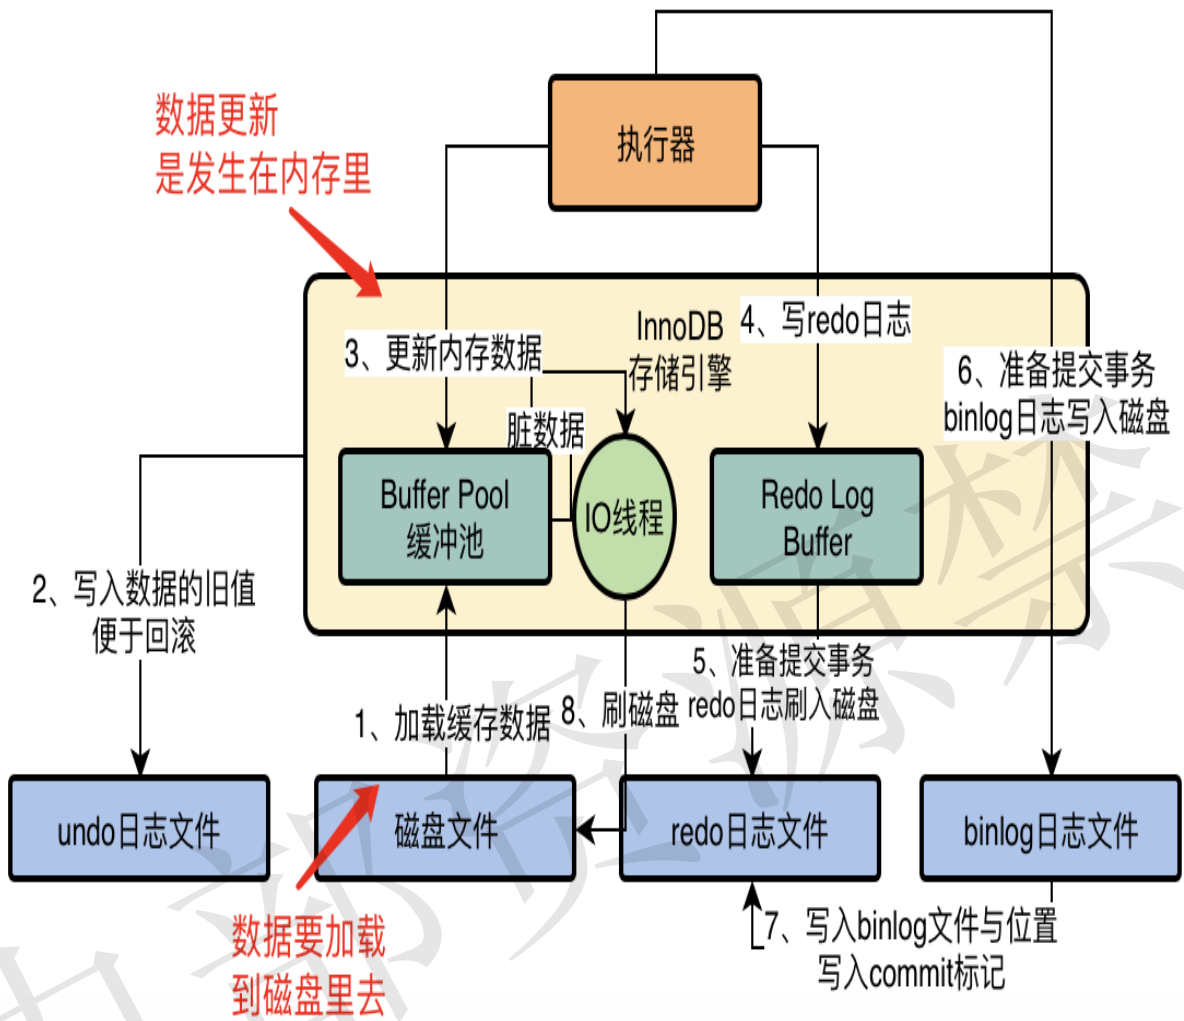 执行器
数据更新
是发生在内存里
InnoDB
存储引擎
4、写redo日志
3、更新内存数据
脏数据
6、准备提交事务
binlog日志写入磁盘
Buffer Pool
缓冲池
IO线程
Redo Log
Buffer
2、写入数据的旧值
便于回滚
5、准备提交事务
redo日志刷入磁盘
1、加载缓存数据
8、刷磁盘
undo日志文件
磁盘文件
redo日志文件
binlog日志文件
数据要加载
到磁盘里去
7、写入binlog文件与位置
写入commit标记
内部资源禁